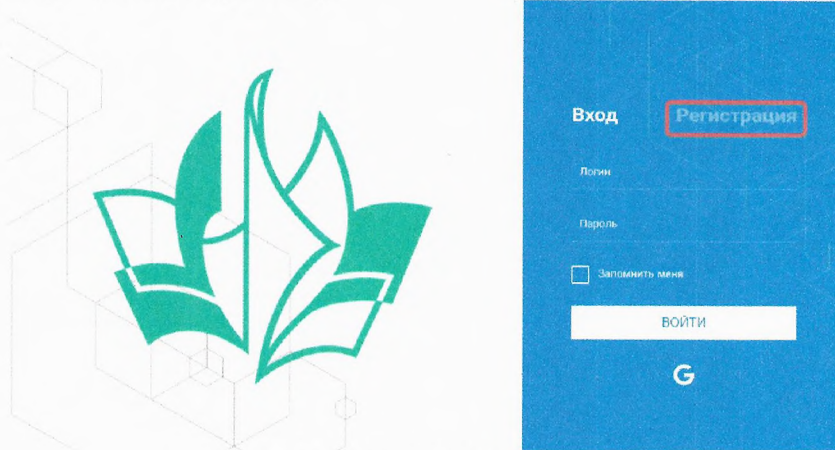 Вход Регистрация
Логин
Пароль
Запомнить меня
ВОЙТИ
G